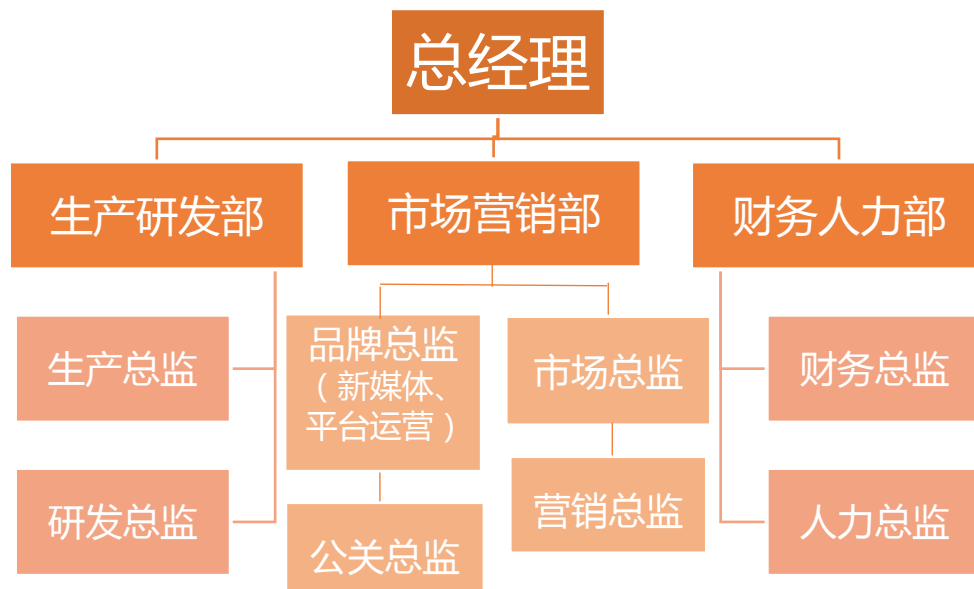 总经理
生产研发部
市场营销部
财务人力部
生产总监
品牌总监
（新媒体、
平台运营）
市场总监
财务总监
研发总监
公关总监
营销总监
人力总监